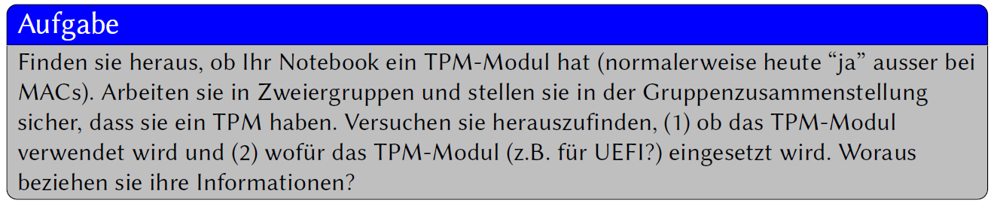 Aufgabe
Finden sie heraus, ob Ihr Notebook ein TPM-Modul hat (normalerweise heute “ja” ausser bei
MACs). Arbeiten sie in Zweiergruppen und stellen sie in der Gruppenzusammenstellung
sicher, dass sie ein TPM haben. Versuchen sie herauszufinden, (1) ob das TPM-Modul
verwendet wird und (2) wofür das TPM-Modul (z.B. für UEFI?) eingesetzt wird. Woraus
beziehen sie ihre Informationen?